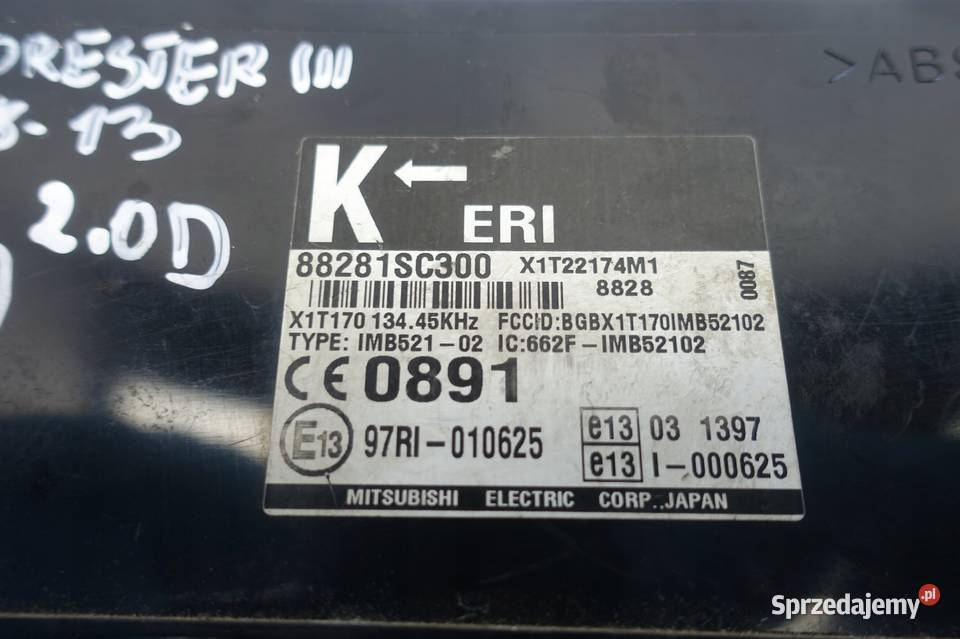 ORESTER III
8-13
2.0D
>ABS
K ←
ERI
88281SC300 X1T22174M1
8828
0087
X1T170 134.45KHz FCCID:BGBX1T170IMB52102
TYPE: IMB521-02 IC:662F-IMB52102
CE 0891
E13 97RI-010625
e13 03 1397
e13 I-000625
MITSUBISHI ELECTRIC CORP.,JAPAN
Sprzedajemy.pl